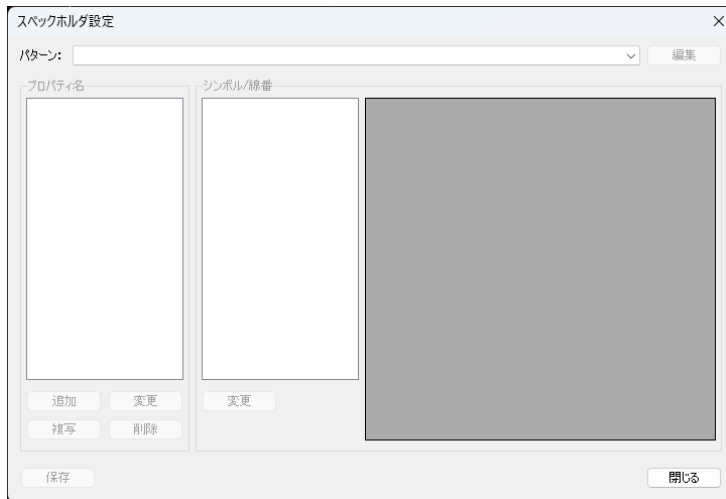 スペックホルダ設定
パターン: 編集
プロパティ名 シンボル/線番
追加 変更 変更
複写 削除
保存 閉じる